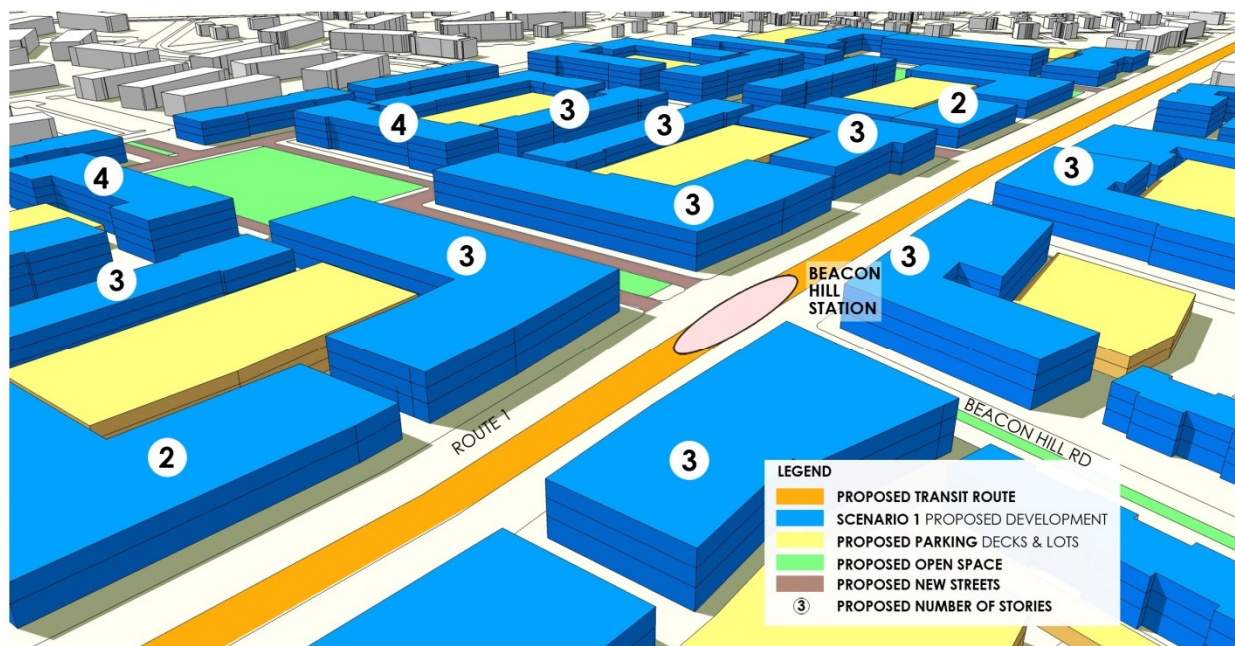 4
3
3
2
3
3
4
3
3
3
3
BEACON
HILL
STATION
ROUTE 1
BEACON HILL RD
2
3
LEGEND
PROPOSED TRANSIT ROUTE
SCENARIO 1 PROPOSED DEVELOPMENT
PROPOSED PARKING DECKS & LOTS
PROPOSED OPEN SPACE
PROPOSED NEW STREETS
3 PROPOSED NUMBER OF STORIES